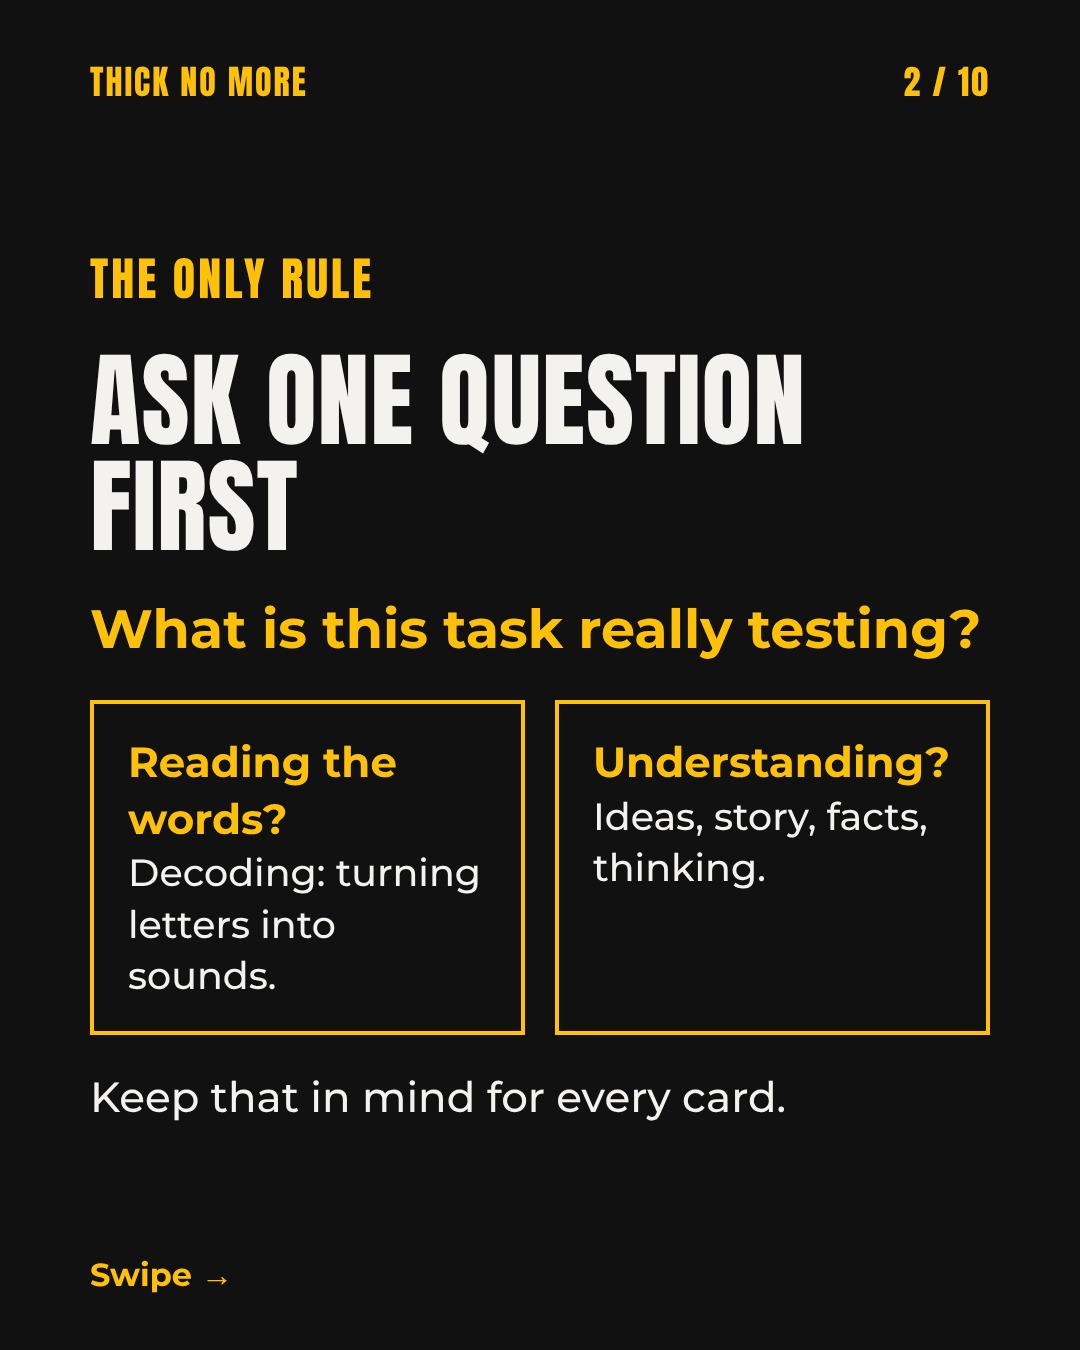 THICK NO MORE
2 / 10
THE ONLY RULE
ASK ONE QUESTION
FIRST
What is this task really testing?
Reading the
words?
Decoding: turning
letters into
sounds.
Understanding?
Ideas, story, facts,
thinking.
Keep that in mind for every card.
Swipe →